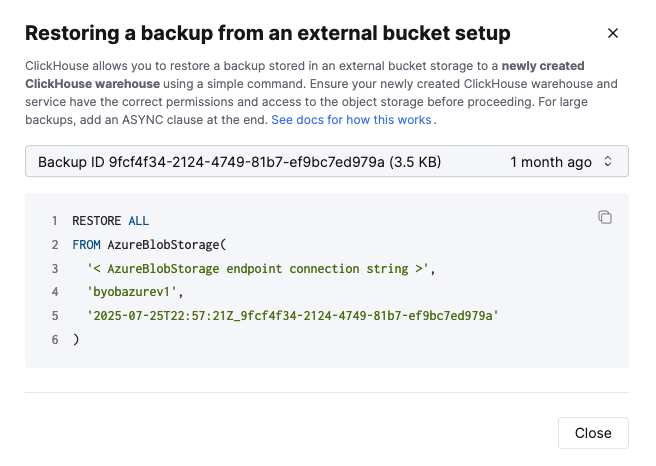 Restoring a backup from an external bucket setup
ClickHouse allows you to restore a backup stored in an external bucket storage to a newly created
ClickHouse warehouse using a simple command. Ensure your newly created ClickHouse warehouse and
service have the correct permissions and access to the object storage before proceeding. For large
backups, add an ASYNC clause at the end. See docs for how this works .
Backup ID 9fcf4f34-2124-4749-81b7-ef9bc7ed979a (3.5 KB) 1 month ago
1 RESTORE ALL
2 FROM AzureBlobStorage(
3 '< AzureBlobStorage endpoint connection string >',
4 'byobazurev1',
5 '2025-07-25T22:57:21Z_9fcf4f34-2124-4749-81b7-ef9bc7ed979a'
6 )
Close